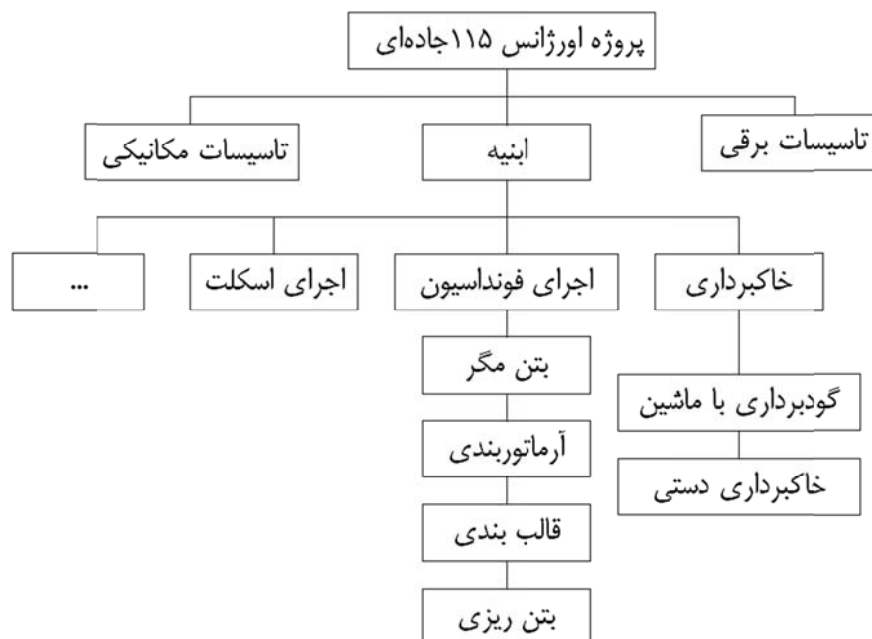 پروژه اورژانس ۱۱۵جاده‌ای
تاسیسات برقی
ابنیه
تاسیسات مکانیکی
خاکبرداری
اجرای فونداسیون
اجرای اسکلت
...
بتن مگر
گودبرداری با ماشین
آرماتوربندی
خاکبرداری دستی
قالب بندی
بتن ریزی